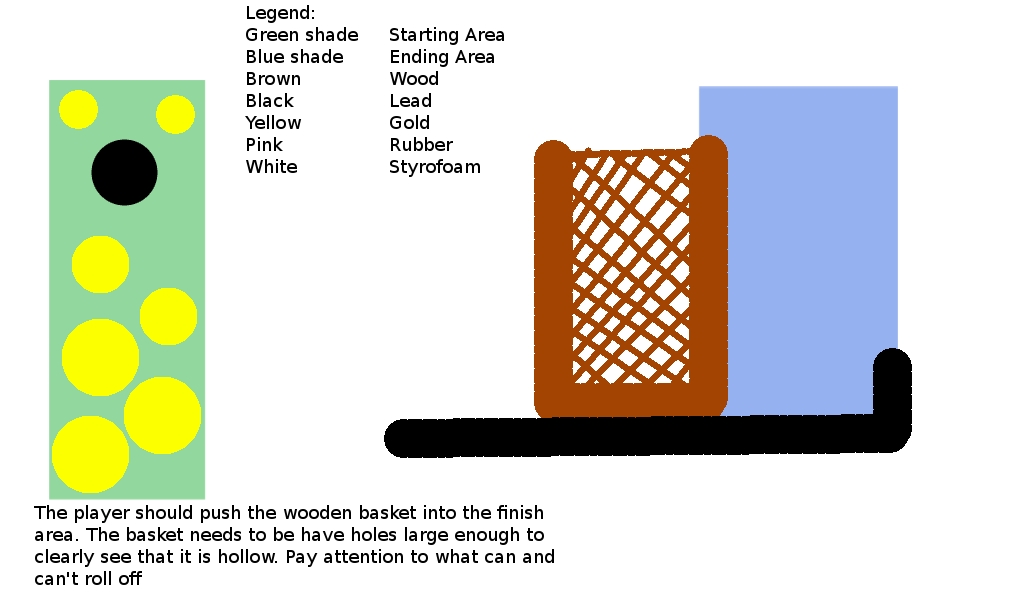 Legend:
Green shade Starting Area
Blue shade Ending Area
Brown Wood
Black Lead
Yellow Gold
Pink Rubber
White Styrofoam
The player should push the wooden basket into the finish
area. The basket needs to be have holes large enough to
clearly see that it is hollow. Pay attention to what can and
can't roll off